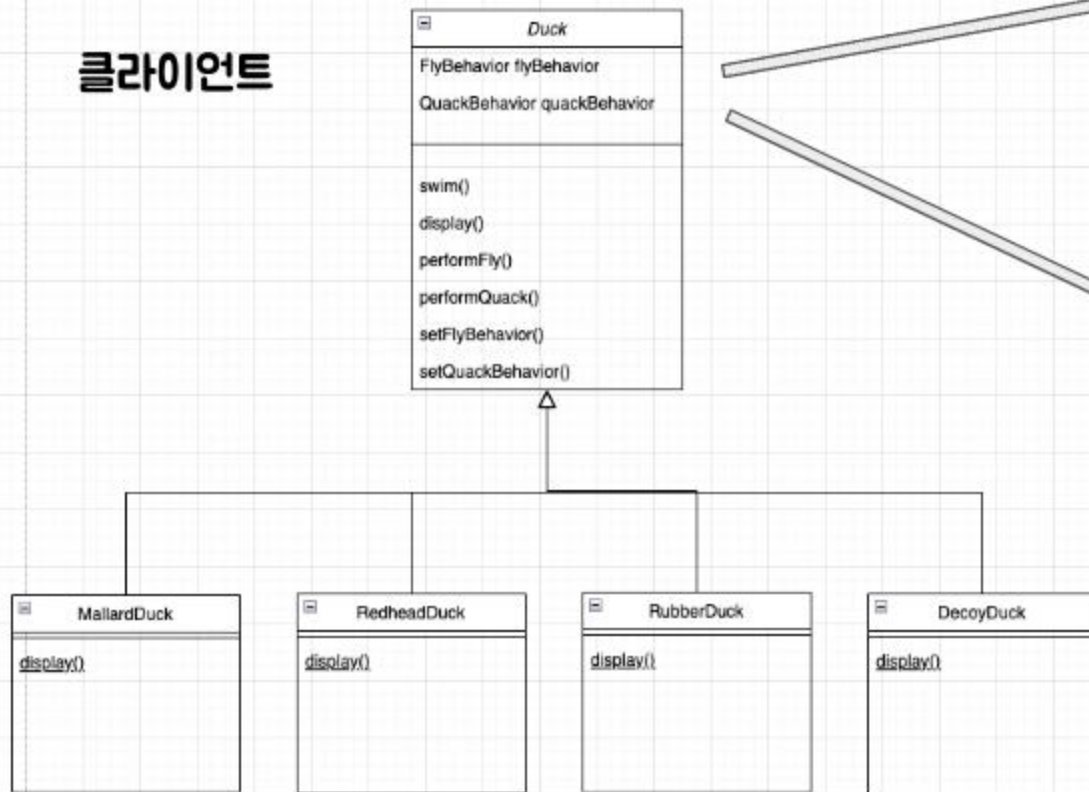 클라이언트
Duck
FlyBehavior flyBehavior
QuackBehavior quackBehavior
swim()
display()
performFly()
performQuack()
setFlyBehavior()
setQuackBehavior()
MallardDuck
display()
RedheadDuck
display()
RubberDuck
display()
DecoyDuck
display()